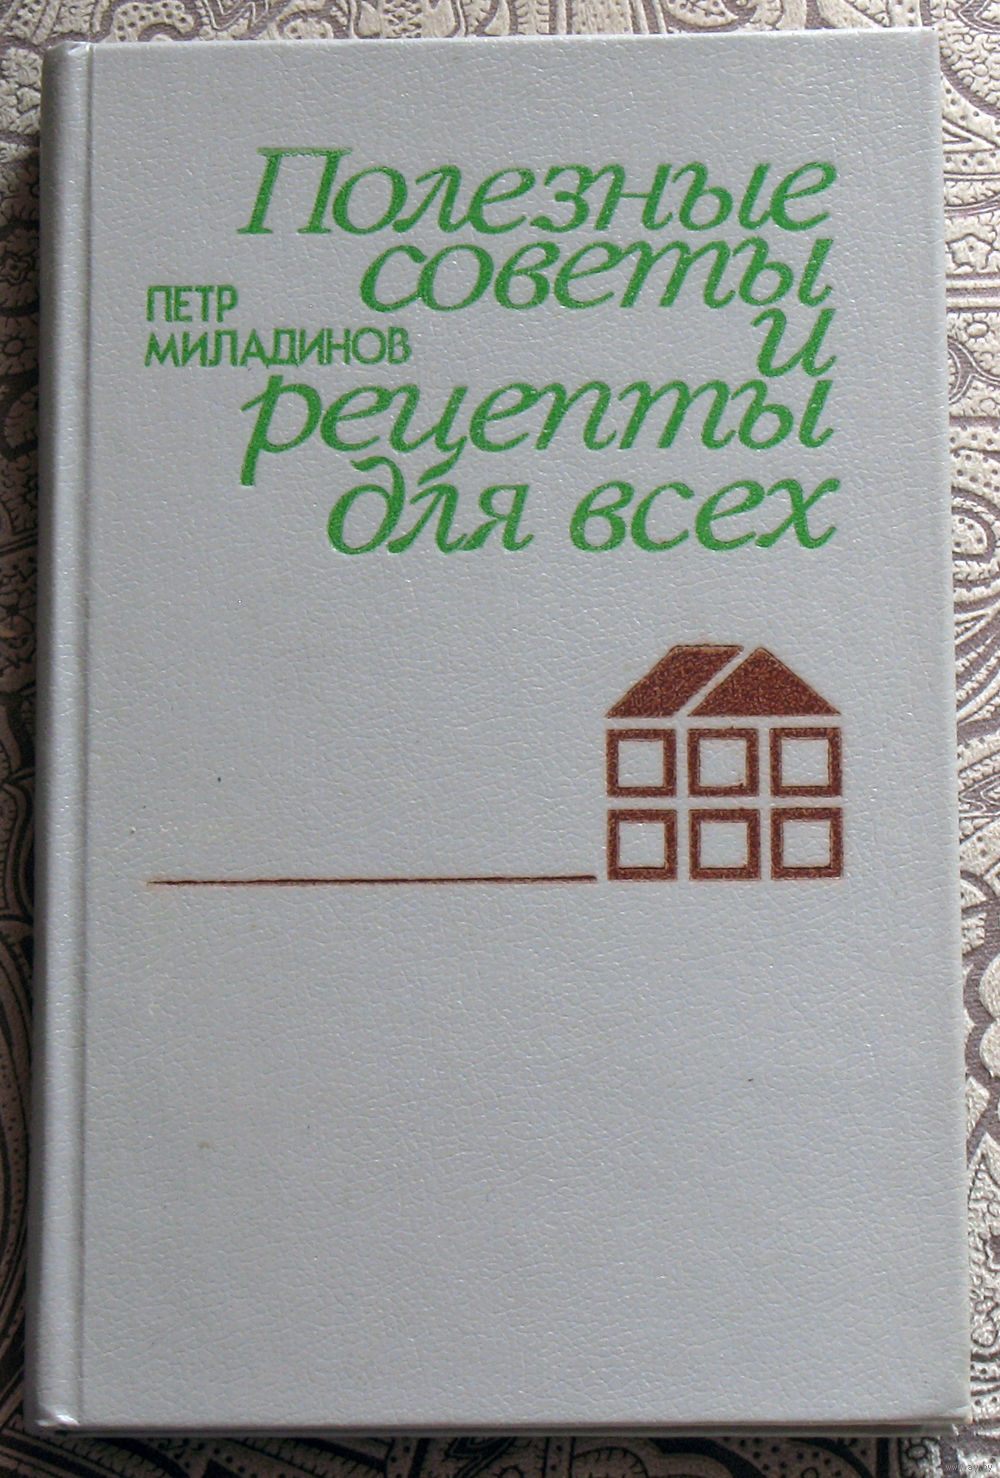 Полезные
советы
и
ПЕТР
МИЛАДИНОВ
рецепты
для всех